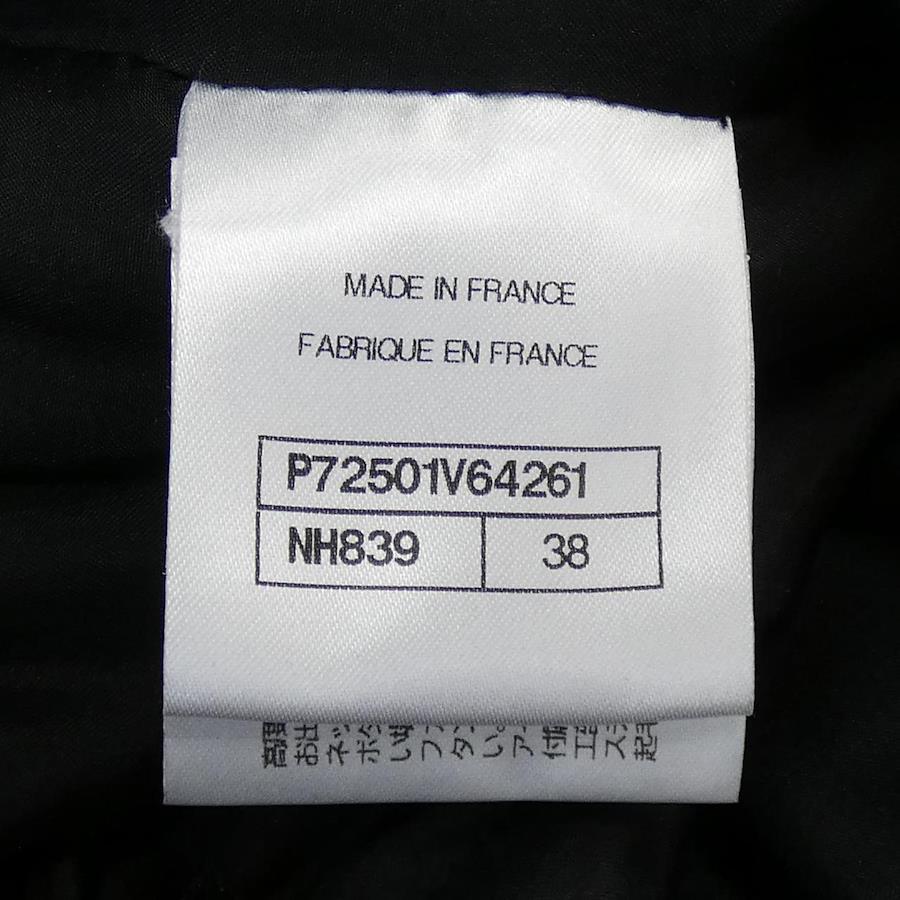 MADE IN FRANCE
FABRIQUE EN FRANCE
P72501V64261
NH839 38